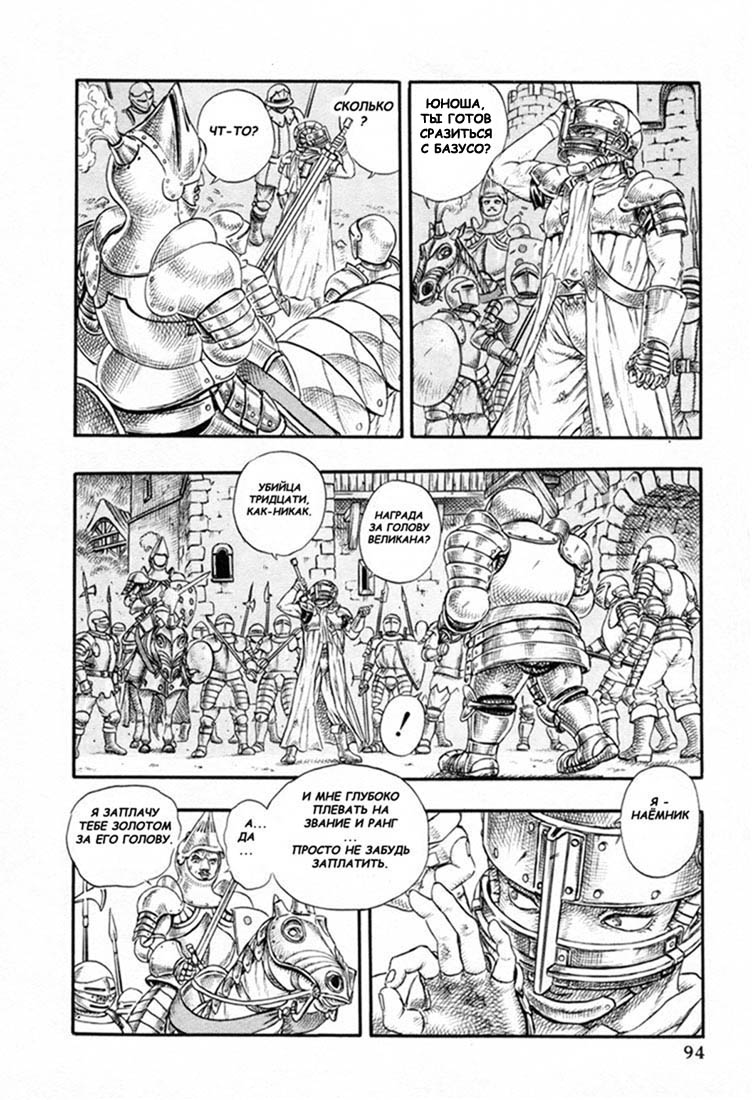 ЮНОША,
ТЫ ГОТОВ
СРАЗИТЬСЯ
С БАЗУСО?
СКОЛЬКО
?
ЧТ-ТО?
НАГРАДА
ЗА ГОЛОВУ
ВЕЛИКАНА?
УБИЙЦА
ТРИДЦАТИ,
КАК-НИКАК.
!
Я -
НАЁМНИК
И МНЕ ГЛУБОКО
ПЛЕВАТЬ НА
ЗВАНИЕ И РАНГ
...
ПРОСТО НЕ ЗАБУДЬ
ЗАПЛАТИТЬ.
А...
ДА
...
Я ЗАПЛАЧУ
ТЕБЕ ЗОЛОТОМ
ЗА ЕГО ГОЛОВУ.
94